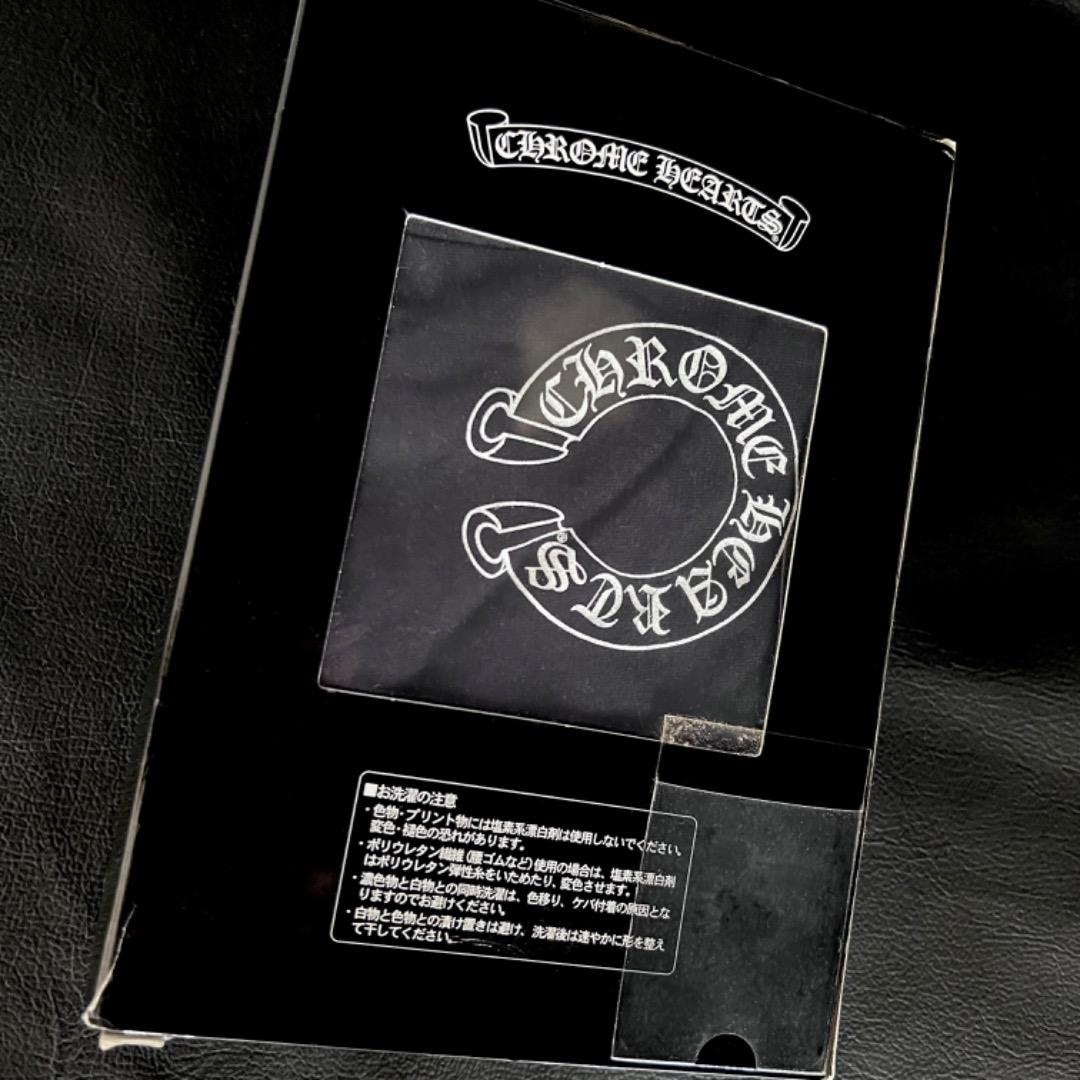 CHROME HEARTS®
CHROME HEARTS®
■お洗濯の注意
・色物・プリント物には塩素系漂白剤は使用しないでください。
変色・褪色の恐れがあります。
・ポリウレタン繊維(腰ゴムなど)使用の場合は、塩素系漂白剤
はポリウレタン弾性糸をいためたり、変色させます。
・濃色物と白物との同時洗濯は、色移り、ケバ付着の原因とな
りますのでお避けください。
・白物と色物との漬け置きは避け、洗濯後は速やかに形を整え
て干してください。